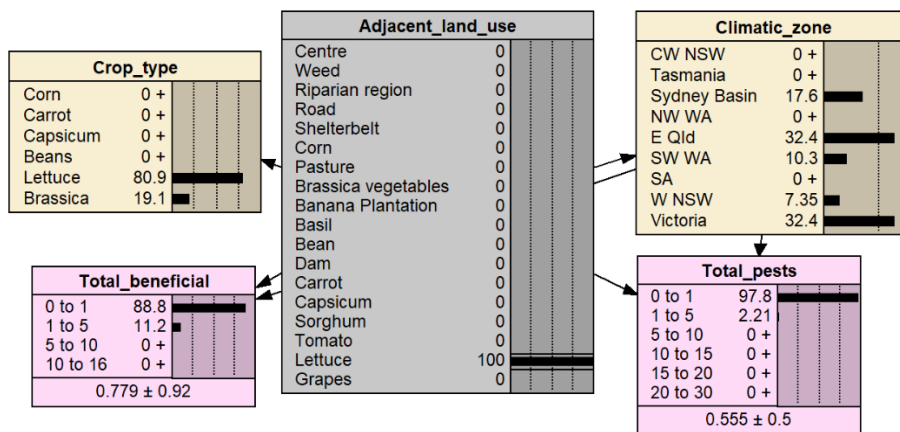 Crop_type
Corn 0 +
Carrot 0 +
Capsicum 0 +
Beans 0 +
Lettuce 80.9
Brassica 19.1
Total_beneficial
0 to 1 88.8
1 to 5 11.2
5 to 10 0 +
10 to 16 0 +
0.779 ± 0.92
Adjacent_land_use
Centre 0
Weed 0
Riparian region 0
Road 0
Shelterbelt 0
Corn 0
Pasture 0
Brassica vegetables 0
Banana Plantation 0
Basil 0
Bean 0
Dam 0
Carrot 0
Capsicum 0
Sorghum 0
Tomato 0
Lettuce 100
Grapes 0
Climatic_zone
CW NSW 0 +
Tasmania 0 +
Sydney Basin 17.6
NW WA 0 +
E Qld 32.4
SW WA 10.3
SA 0 +
W NSW 7.35
Victoria 32.4
Total_pests
0 to 1 97.8
1 to 5 2.21
5 to 10 0 +
10 to 15 0 +
15 to 20 0 +
20 to 30 0 +
0.555 ± 0.5